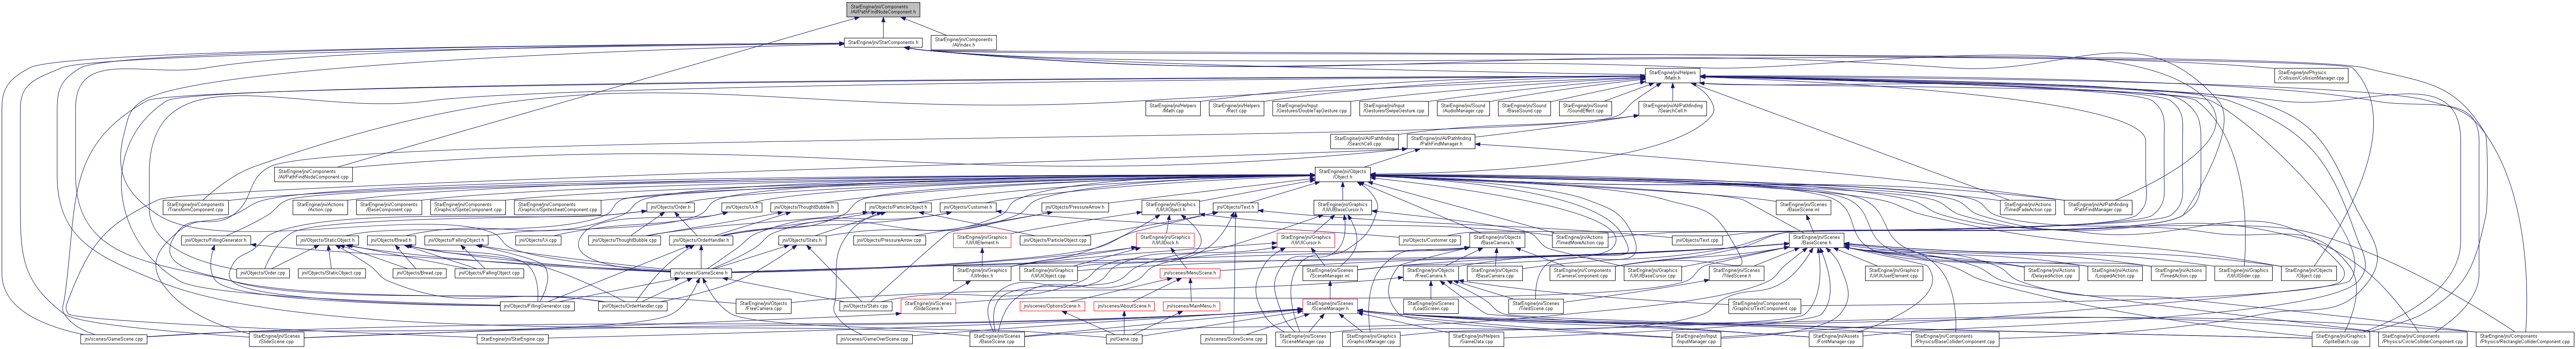 StarEngine/jni/Components
/AI/PathFindNodeComponent.h
StarEngine/jni/StarComponents.h
StarEngine/jni/Components
/AI/index.h
StarEngine/jni/Helpers
/Math.h
StarEngine/jni/Physics
/Collision/CollisionManager.cpp
StarEngine/jni/Helpers
/Math.cpp
StarEngine/jni/Helpers
/Rect.cpp
StarEngine/jni/Input
/Gestures/DoubleTapGesture.cpp
StarEngine/jni/Input
/Gestures/SwipeGesture.cpp
StarEngine/jni/Sound
/AudioManager.cpp
StarEngine/jni/Sound
/BaseSound.cpp
StarEngine/jni/Sound
/SoundEffect.cpp
StarEngine/jni/AI/Pathfinding
/SearchCell.h
StarEngine/jni/AI/Pathfinding
/SearchCell.cpp
StarEngine/jni/AI/Pathfinding
/PathFindManager.h
StarEngine/jni/Components
/AI/PathFindNodeComponent.cpp
StarEngine/jni/Objects
/Object.h
StarEngine/jni/Components
/TransformComponent.cpp
StarEngine/jni/Actions
/Action.cpp
StarEngine/jni/Components
/BaseComponent.cpp
StarEngine/jni/Components
/Graphics/SpriteComponent.cpp
StarEngine/jni/Components
/Graphics/SpritesheetComponent.cpp
jni/Objects/Order.h
jni/Objects/Ui.h
jni/Objects/ThoughtBubble.h
jni/Objects/ParticleObject.h
jni/Objects/Customer.h
jni/Objects/PressureArrow.h
StarEngine/jni/Graphics
/UI/UIObject.h
jni/Objects/Text.h
StarEngine/jni/Graphics
/UI/UIBaseCursor.h
StarEngine/jni/Scenes
/BaseScene.inl
StarEngine/jni/Actions
/TimedFadeAction.cpp
StarEngine/jni/AI/Pathfinding
/PathFindManager.cpp
jni/Objects/FillingGenerator.h
jni/Objects/StaticObject.h
jni/Objects/Bread.h
jni/Objects/FallingObject.h
jni/Objects/Ui.cpp
jni/Objects/ThoughtBubble.cpp
jni/Objects/OrderHandler.h
jni/Objects/Stats.h
jni/Objects/PressureArrow.cpp
StarEngine/jni/Graphics
/UI/UIElement.h
jni/Objects/ParticleObject.cpp
StarEngine/jni/Graphics
/UI/UIDock.h
StarEngine/jni/Graphics
/UI/UICursor.h
jni/Objects/Customer.cpp
StarEngine/jni/Objects
/BaseCamera.h
StarEngine/jni/Actions
/TimedMoveAction.cpp
jni/Objects/Text.cpp
StarEngine/jni/Scenes
/BaseScene.h
jni/Objects/Order.cpp
jni/Objects/StaticObject.cpp
jni/Objects/Bread.cpp
jni/Objects/FallingObject.cpp
jni/scenes/GameScene.h
StarEngine/jni/Graphics
/UI/index.h
StarEngine/jni/Graphics
/UI/UIObject.cpp
jni/scenes/MenuScene.h
StarEngine/jni/Scenes
/SceneManager.inl
StarEngine/jni/Objects
/FreeCamera.h
StarEngine/jni/Objects
/BaseCamera.cpp
StarEngine/jni/Components
/CameraComponent.cpp
StarEngine/jni/Graphics
/UI/UIBaseCursor.cpp
StarEngine/jni/Scenes
/TiledScene.h
StarEngine/jni/Graphics
/UI/UIUserElement.cpp
StarEngine/jni/Actions
/DelayedAction.cpp
StarEngine/jni/Actions
/LoopedAction.cpp
StarEngine/jni/Actions
/TimedAction.cpp
StarEngine/jni/Graphics
/UI/UISlider.cpp
StarEngine/jni/Objects
/Object.cpp
jni/Objects/FillingGenerator.cpp
jni/Objects/OrderHandler.cpp
StarEngine/jni/Objects
/FreeCamera.cpp
jni/Objects/Stats.cpp
StarEngine/jni/Scenes
/SlideScene.h
jni/scenes/OptionsScene.h
jni/scenes/AboutScene.h
jni/scenes/MainMenu.h
StarEngine/jni/Scenes
/SceneManager.h
StarEngine/jni/Scenes
/LoadScreen.cpp
StarEngine/jni/Scenes
/TiledScene.cpp
StarEngine/jni/Components
/Graphics/TextComponent.cpp
jni/scenes/GameScene.cpp
StarEngine/jni/Scenes
/SlideScene.cpp
StarEngine/jni/StarEngine.cpp
jni/scenes/GameOverScene.cpp
StarEngine/jni/Scenes
/BaseScene.cpp
jni/Game.cpp
jni/scenes/ScoreScene.cpp
StarEngine/jni/Scenes
/SceneManager.cpp
StarEngine/jni/Graphics
/GraphicsManager.cpp
StarEngine/jni/Helpers
/GameData.cpp
StarEngine/jni/Input
/InputManager.cpp
StarEngine/jni/Assets
/FontManager.cpp
StarEngine/jni/Components
/Physics/BaseColliderComponent.cpp
StarEngine/jni/Graphics
/SpriteBatch.cpp
StarEngine/jni/Components
/Physics/CircleColliderComponent.cpp
StarEngine/jni/Components
/Physics/RectangleColliderComponent.cpp